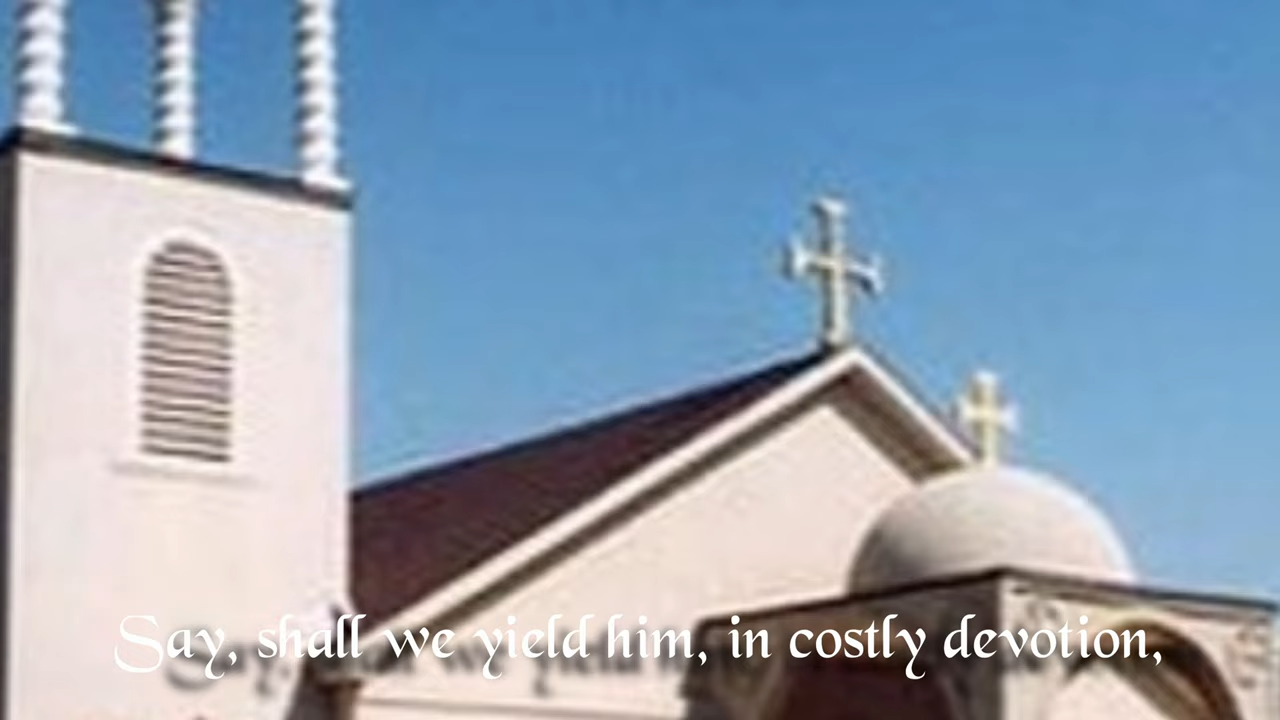 Say, shall we yield him, in costly devotion,